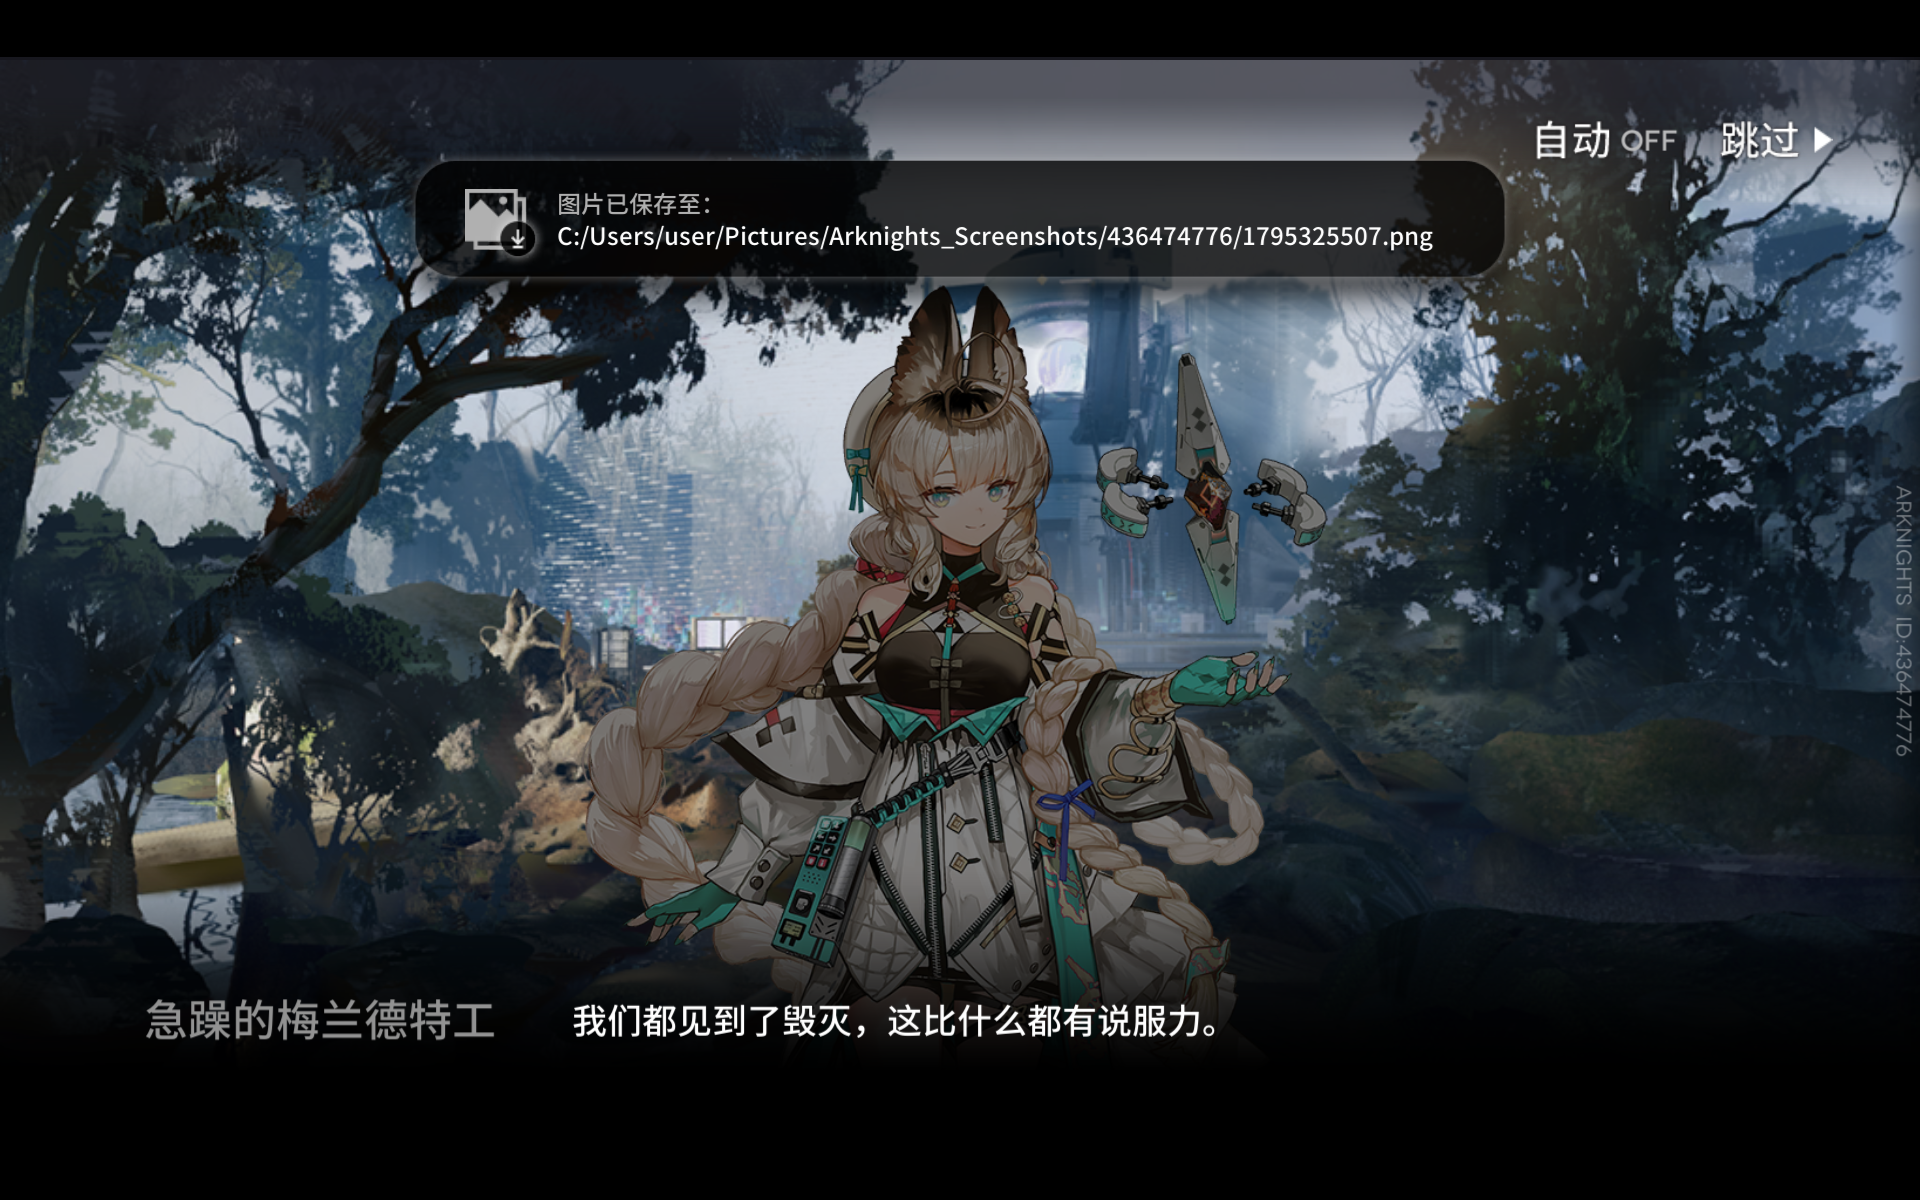 自动 OFF 跳过
图片已保存至：
C:/Users/user/Pictures/Arknights_Screenshots/436474776/1795325507.png
ARKNIGHTS ID:436474776
急躁的梅兰德特工 我们都见到了毁灭，这比什么都有说服力。